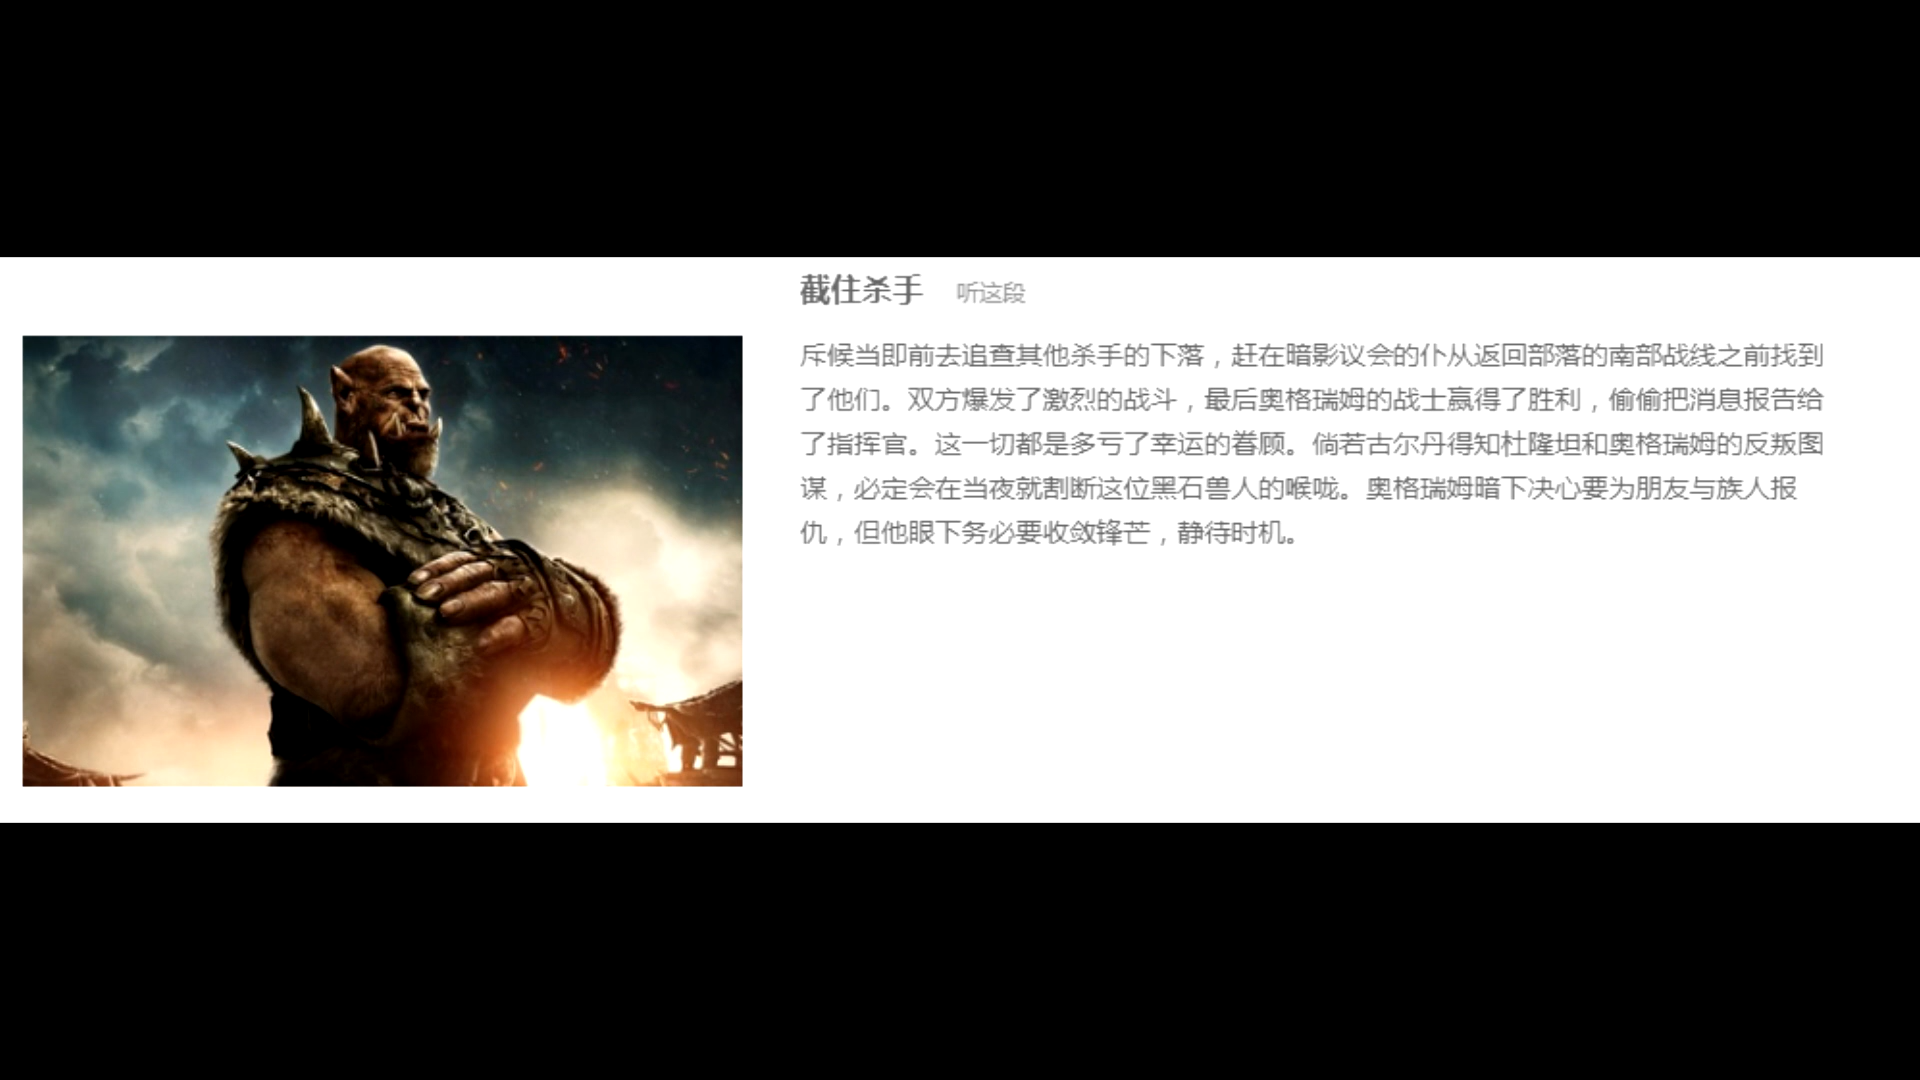 截住杀手 听这段
斥候当即前去追查其他杀手的下落，赶在暗影议会的仆从返回部落的南部战线之前找到
了他们。双方爆发了激烈的战斗，最后奥格瑞姆的战士赢得了胜利，偷偷把消息报告给
了指挥官。这一切都是多亏了幸运的眷顾。倘若古尔丹得知杜隆坦和奥格瑞姆的反叛图
谋，必定会在当夜就割断这位黑石兽人的喉咙。奥格瑞姆暗下决心要为朋友与族人报
仇，但他眼下务必要收敛锋芒，静待时机。